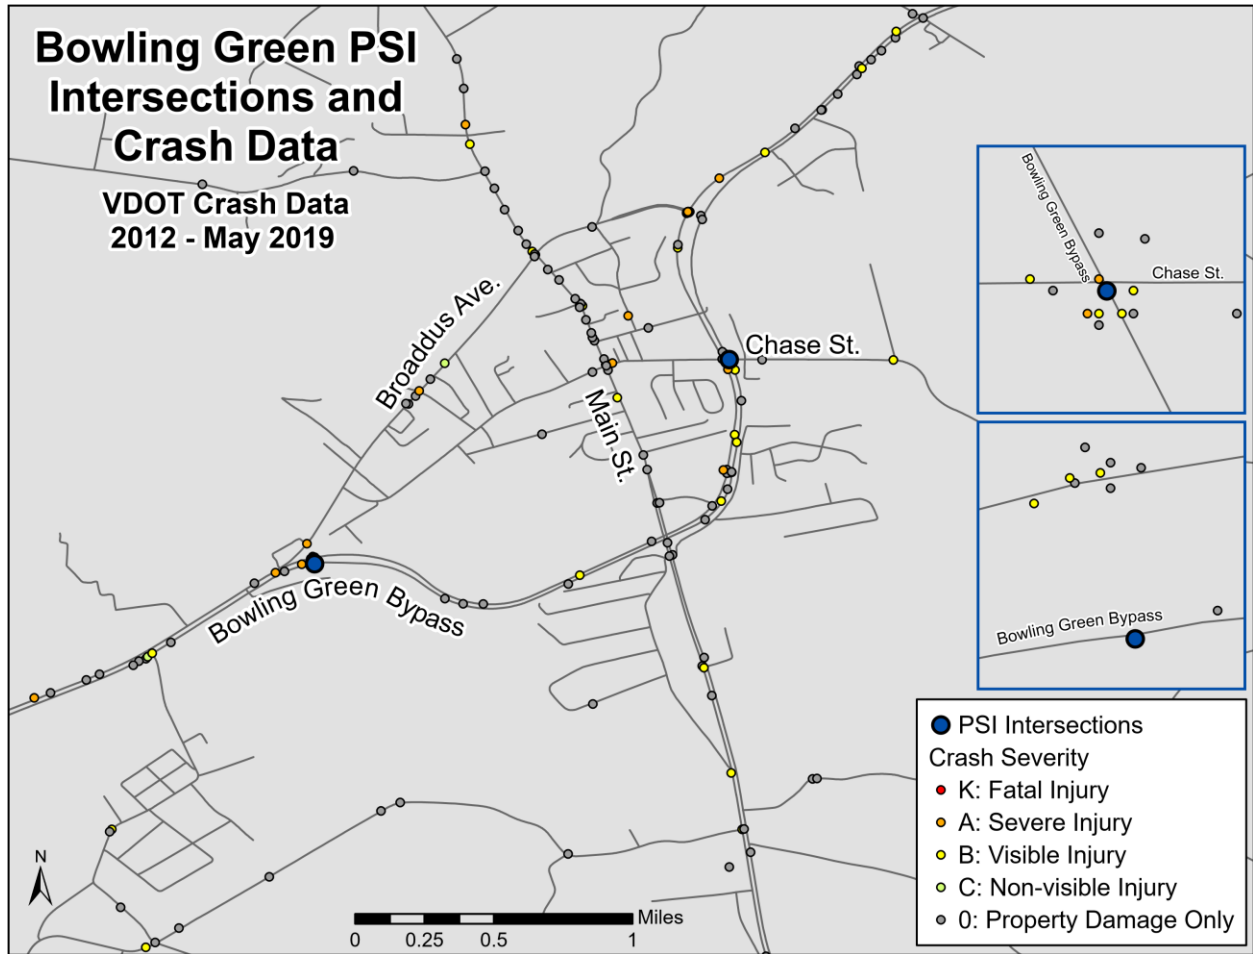 Bowling Green PSI
Intersections and
Crash Data
VDOT Crash Data
2012 - May 2019
Broaddus Ave.
Main St.
Chase St.
Bowling Green Bypass
Bowling Green Bypass
Chase St.
Bowling Green Bypass
PSI Intersections
Crash Severity
K: Fatal Injury
A: Severe Injury
B: Visible Injury
C: Non-visible Injury
0: Property Damage Only
N
Miles
0 0.25 0.5 1